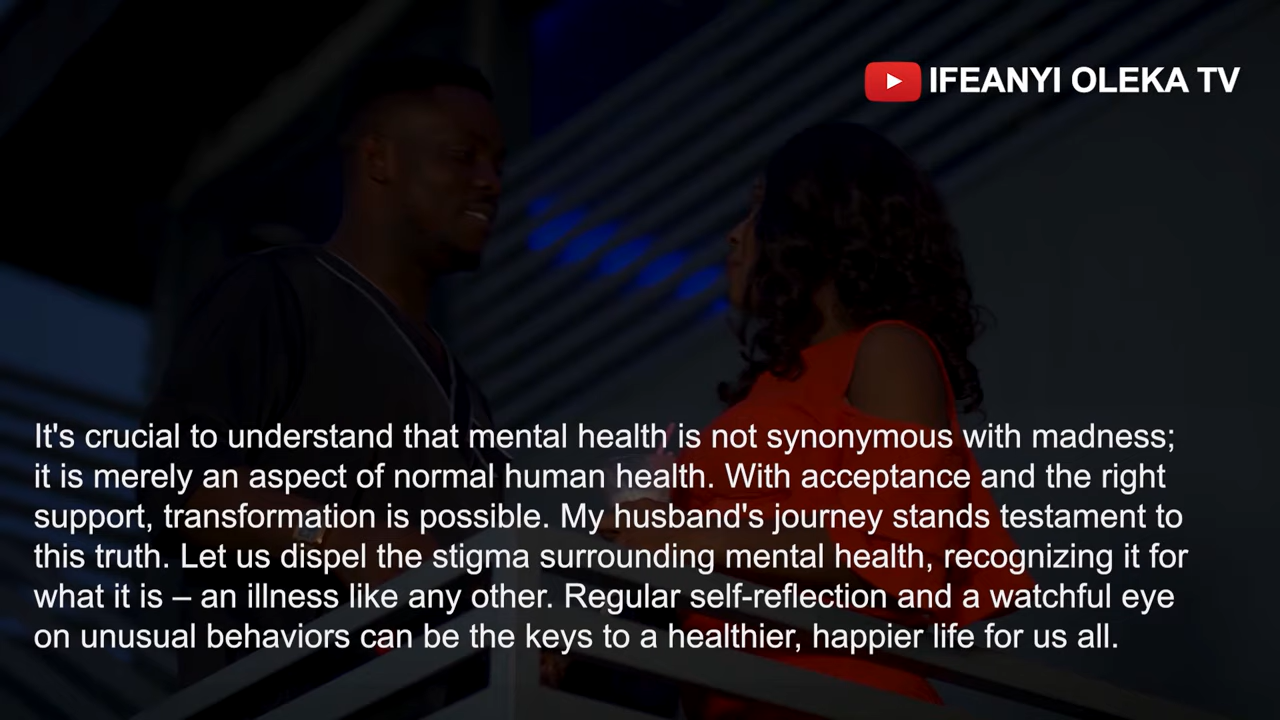 IFEANYI OLEKA TV
It's crucial to understand that mental health is not synonymous with madness;
it is merely an aspect of normal human health. With acceptance and the right
support, transformation is possible. My husband's journey stands testament to
this truth. Let us dispel the stigma surrounding mental health, recognizing it for
what it is – an illness like any other. Regular self-reflection and a watchful eye
on unusual behaviors can be the keys to a healthier, happier life for us all.